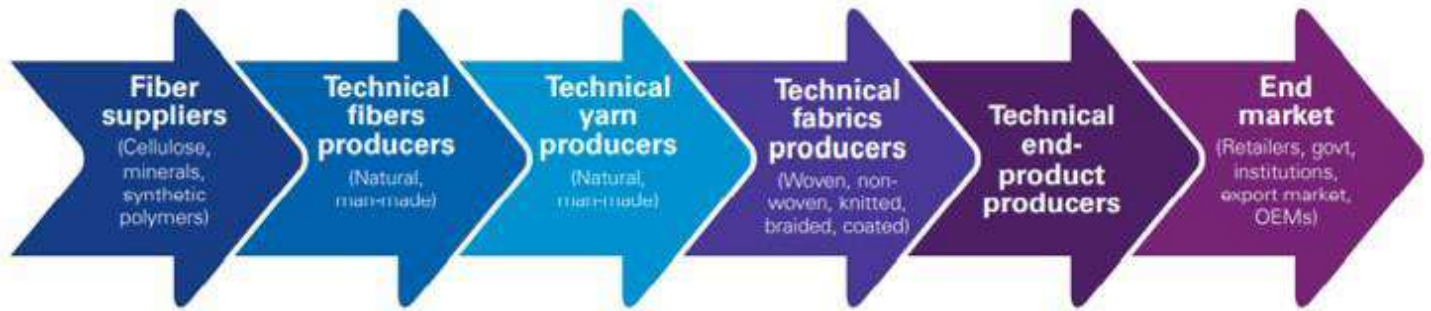 Fiber
suppliers
(Cellulose,
minerals,
synthetic
polymers)
Technical
fibers
producers
(Natural,
man-made)
Technical
yarn
producers
(Natural,
man-made)
Technical
fabrics
producers
(Woven, non-
woven, knitted,
braided, coated)
Technical
end-
product
producers
End
market
(Retailers, govt,
institutions,
export market,
OEMs)